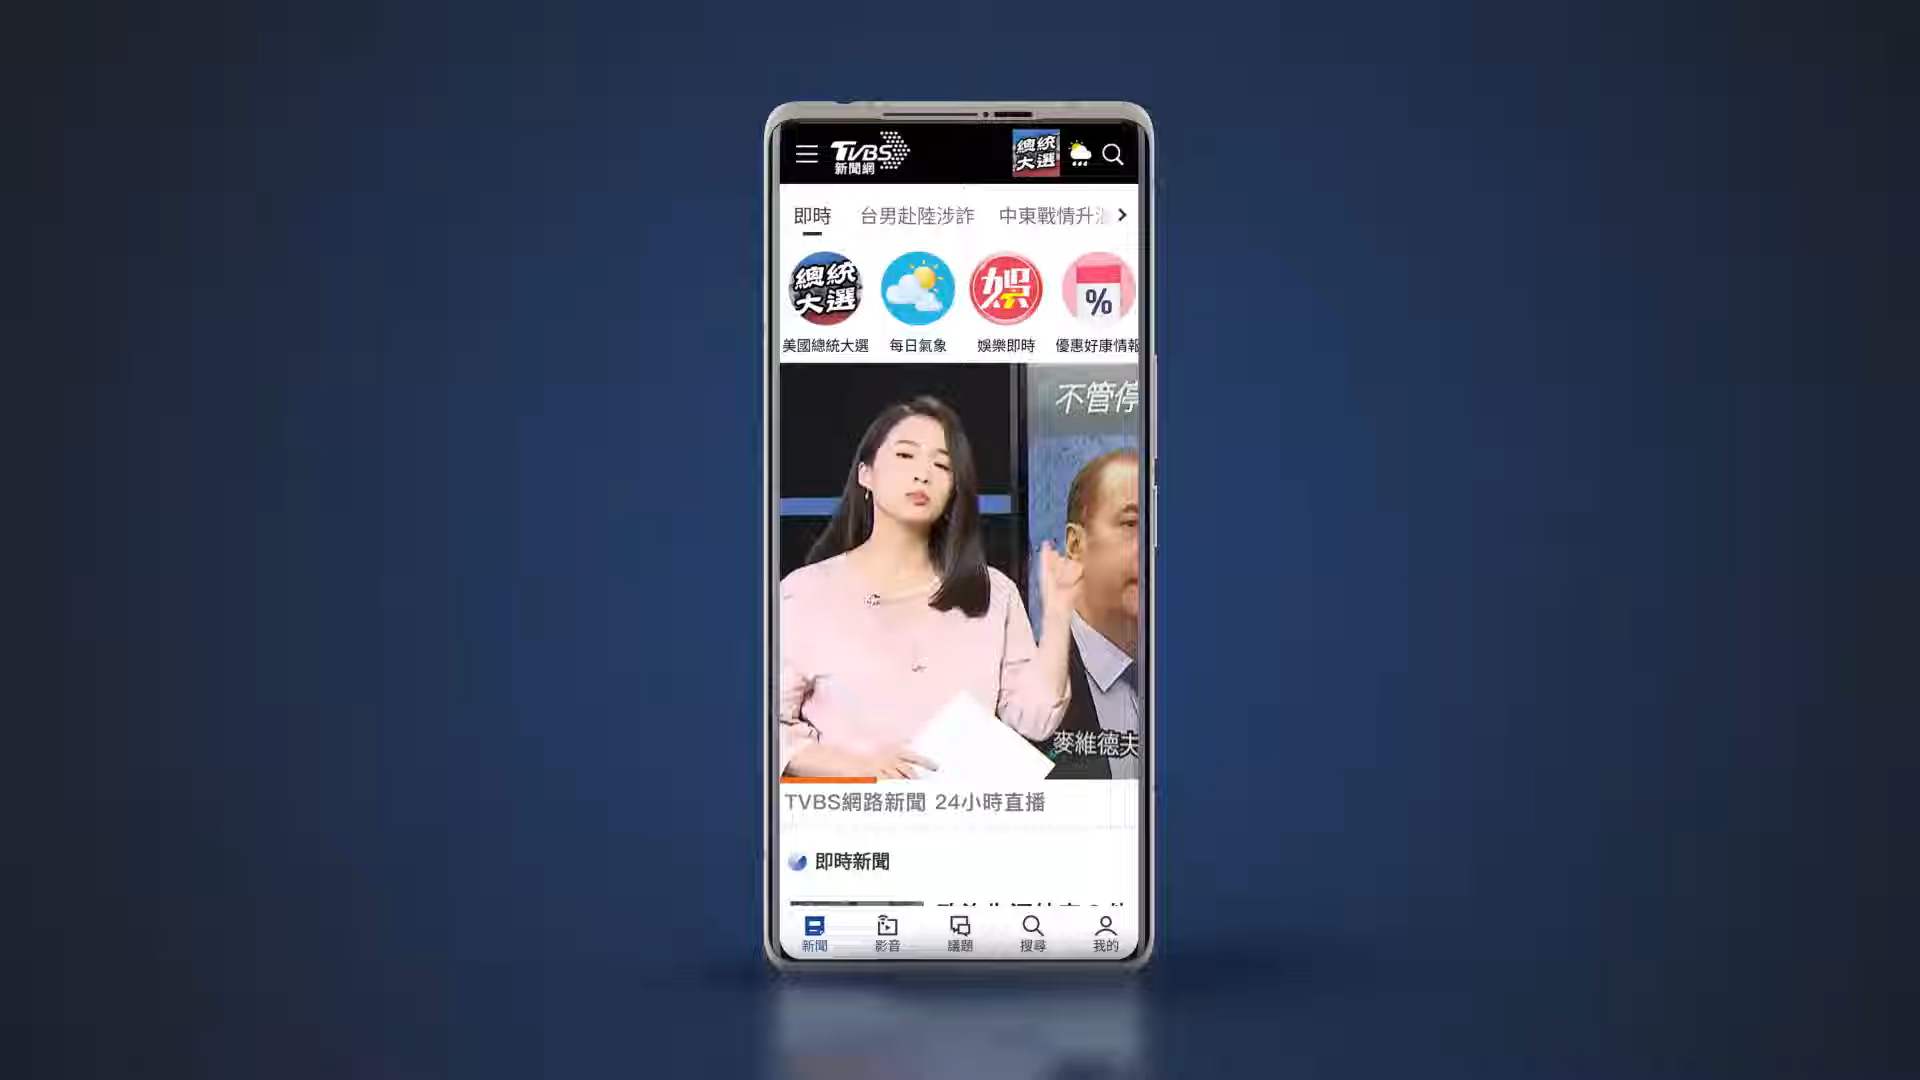 TVBS
新聞網
總統
大選
即時 台男赴陸涉詐 中東戰情升
總統
大選
娛
%
美國總統大選 每日氣象 娛樂即時 優惠好康情報
不管停
麥維德夫
TVBS網路新聞 24小時直播
即時新聞
新聞 影音 議題 搜尋 我的